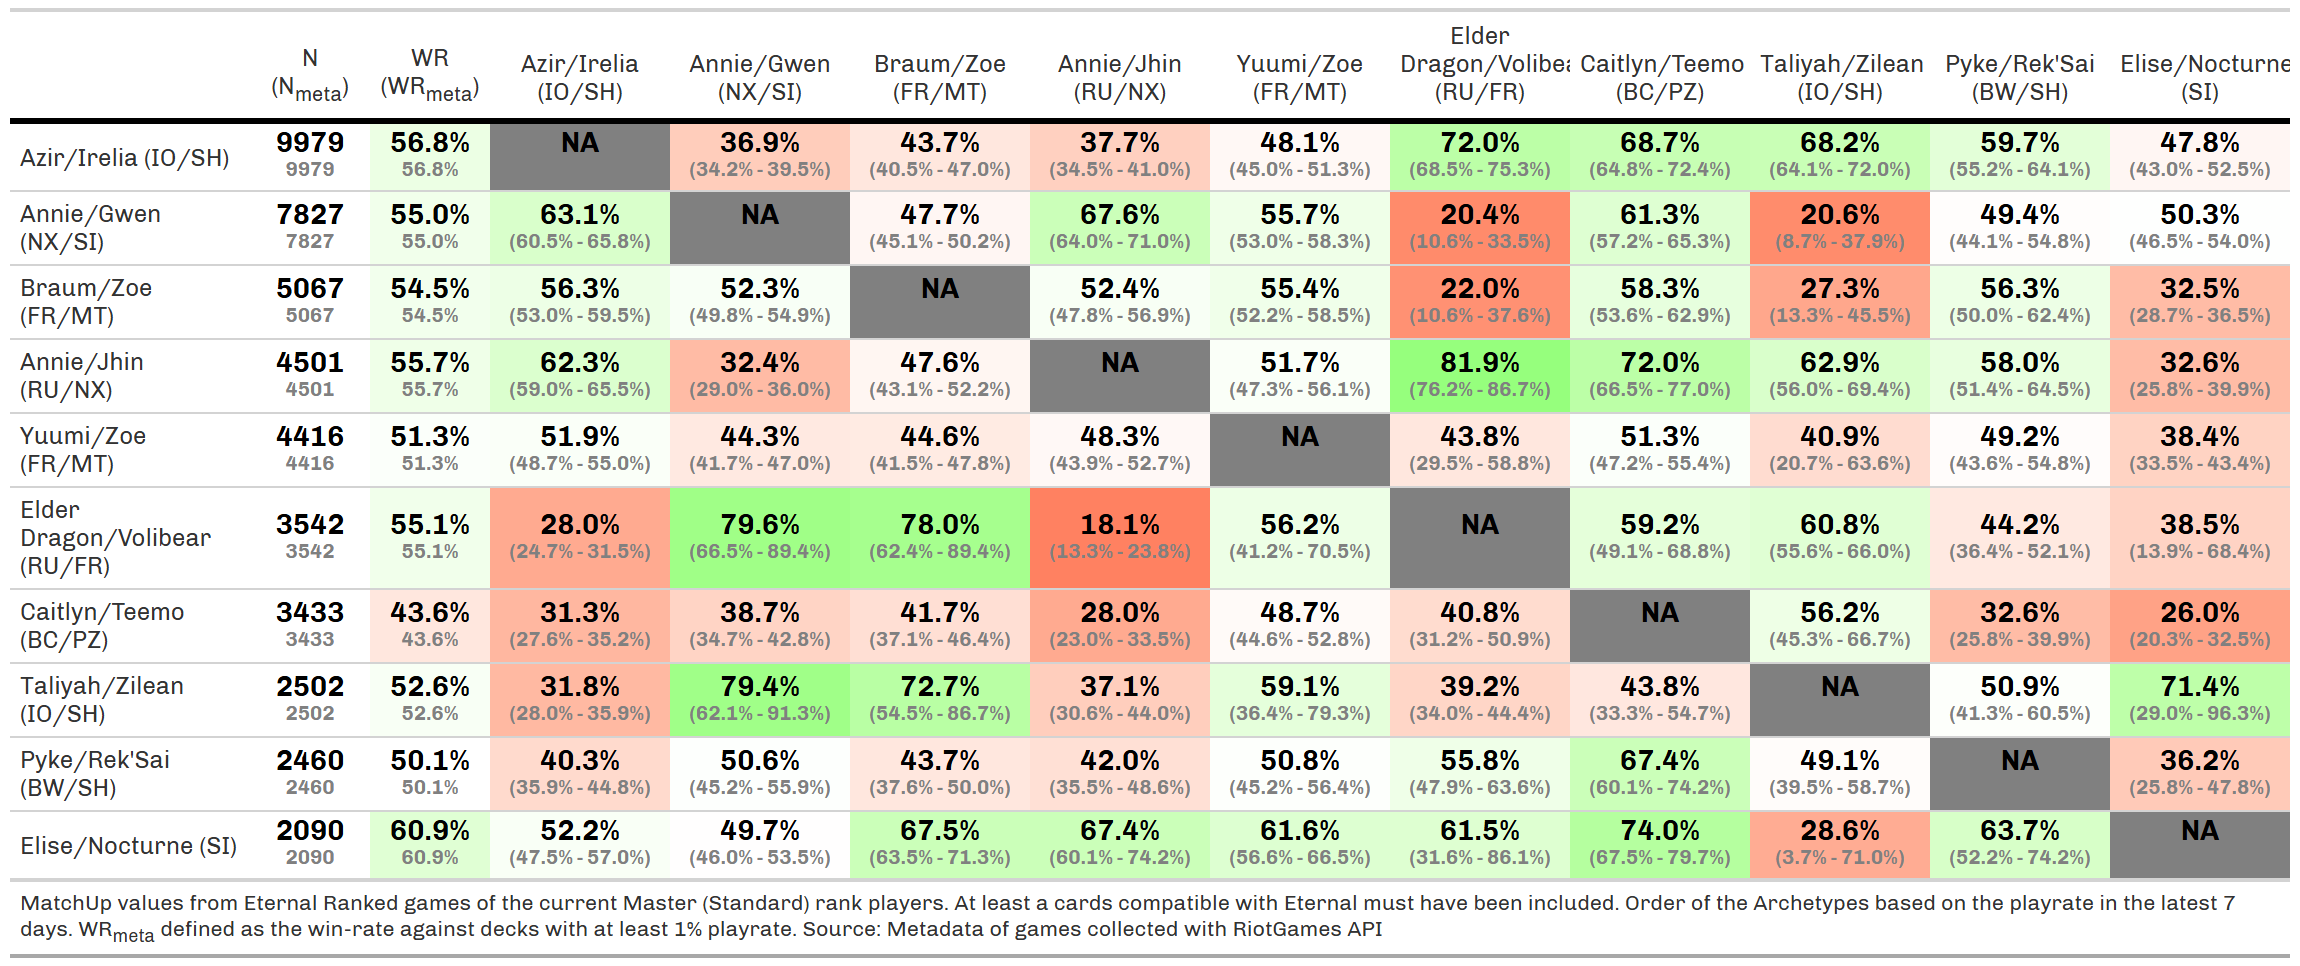 N (N_meta) WR (WR_meta) Azir/Irelia (IO/SH) Annie/Gwen (NX/SI) Braum/Zoe (FR/MT) Annie/Jhin (RU/NX) Yuumi/Zoe (FR/MT) Elder Dragon/Volibea (RU/FR) Caitlyn/Teemo (BC/PZ) Taliyah/Zilean (IO/SH) Pyke/Rek'Sai (BW/SH) Elise/Nocturne (SI)
Azir/Irelia (IO/SH) 9979 56.8% NA 36.9% 43.7% 37.7% 48.1% 72.0% 68.7% 68.2% 59.7% 47.8%
9979 56.8% (34.2% - 39.5%) (40.5% - 47.0%) (34.5% - 41.0%) (45.0% - 51.3%) (68.5% - 75.3%) (64.8% - 72.4%) (64.1% - 72.0%) (55.2% - 64.1%) (43.0% - 52.5%)
Annie/Gwen 7827 55.0% 63.1% NA 47.7% 67.6% 55.7% 20.4% 61.3% 20.6% 49.4% 50.3%
(NX/SI) 7827 55.0% (60.5% - 65.8%) (45.1% - 50.2%) (64.0% - 71.0%) (53.0% - 58.3%) (10.6% - 33.5%) (57.2% - 65.3%) (8.7% - 37.9%) (44.1% - 54.8%) (46.5% - 54.0%)
Braum/Zoe 5067 54.5% 56.3% 52.3% NA 52.4% 55.4% 22.0% 58.3% 27.3% 56.3% 32.5%
(FR/MT) 5067 54.5% (53.0% - 59.5%) (49.8% - 54.9%) (47.8% - 56.9%) (52.2% - 58.5%) (10.6% - 37.6%) (53.6% - 62.9%) (13.3% - 45.5%) (50.0% - 62.4%) (28.7% - 36.5%)
Annie/Jhin 4501 55.7% 62.3% 32.4% 47.6% NA 51.7% 81.9% 72.0% 62.9% 58.0% 32.6%
(RU/NX) 4501 55.7% (59.0% - 65.5%) (29.0% - 36.0%) (43.1% - 52.2%) (47.3% - 56.1%) (76.2% - 86.7%) (66.5% - 77.0%) (56.0% - 69.4%) (51.4% - 64.5%) (25.8% - 39.9%)
Yuumi/Zoe 4416 51.3% 51.9% 44.3% 44.6% 48.3% NA 43.8% 51.3% 40.9% 49.2% 38.4%
(FR/MT) 4416 51.3% (48.7% - 55.0%) (41.7% - 47.0%) (41.5% - 47.8%) (43.9% - 52.7%) (29.5% - 58.8%) (47.2% - 55.4%) (20.7% - 63.6%) (43.6% - 54.8%) (33.5% - 43.4%)
Elder
Dragon/Volibear 3542 55.1% 28.0% 79.6% 78.0% 18.1% 56.2% NA 59.2% 60.8% 44.2% 38.5%
(RU/FR) 3542 55.1% (24.7% - 31.5%) (66.5% - 89.4%) (62.4% - 89.4%) (13.3% - 23.8%) (41.2% - 70.5%) (49.1% - 68.8%) (55.6% - 66.0%) (36.4% - 52.1%) (13.9% - 68.4%)
Caitlyn/Teemo 3433 43.6% 31.3% 38.7% 41.7% 28.0% 48.7% 40.8% NA 56.2% 32.6% 26.0%
(BC/PZ) 3433 43.6% (27.6% - 35.2%) (34.7% - 42.8%) (37.1% - 46.4%) (23.0% - 33.5%) (44.6% - 52.8%) (31.2% - 50.9%) (45.3% - 66.7%) (25.8% - 39.9%) (20.3% - 32.5%)
Taliyah/Zilean 2502 52.6% 31.8% 79.4% 72.7% 37.1% 59.1% 39.2% 43.8% NA 50.9% 71.4%
(IO/SH) 2502 52.6% (28.0% - 35.9%) (62.1% - 91.3%) (54.5% - 86.7%) (30.6% - 44.0%) (36.4% - 79.3%) (34.0% - 44.4%) (33.3% - 54.7%) (41.3% - 60.5%) (29.0% - 96.3%)
Pyke/Rek'Sai 2460 50.1% 40.3% 50.6% 43.7% 42.0% 50.8% 55.8% 67.4% 49.1% NA 36.2%
(BW/SH) 2460 50.1% (35.9% - 44.8%) (45.2% - 55.9%) (37.6% - 50.0%) (35.5% - 48.6%) (45.2% - 56.4%) (47.9% - 63.6%) (60.1% - 74.2%) (39.5% - 58.7%) (25.8% - 47.8%)
Elise/Nocturne (SI) 2090 60.9% 52.2% 49.7% 67.5% 67.4% 61.6% 61.5% 74.0% 28.6% 63.7% NA
2090 60.9% (47.5% - 57.0%) (46.0% - 53.5%) (63.5% - 71.3%) (60.1% - 74.2%) (56.6% - 66.5%) (31.6% - 86.1%) (67.5% - 79.7%) (3.7% - 71.0%) (52.2% - 74.2%)
MatchUp values from Eternal Ranked games of the current Master (Standard) rank players. At least a cards compatible with Eternal must have been included. Order of the Archetypes based on the playrate in the latest 7
days. WR_meta defined as the win-rate against decks with at least 1% playrate. Source: Metadata of games collected with RiotGames API